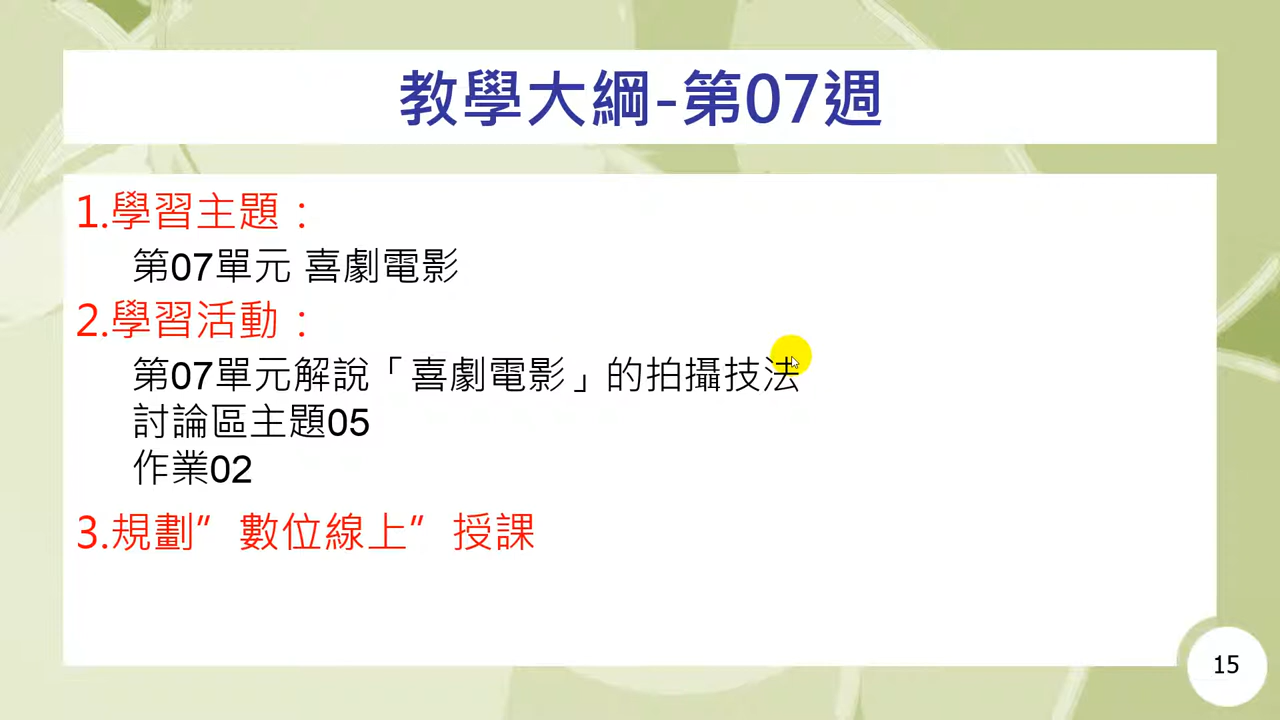 教學大綱-第07週
1.學習主題：
第07單元 喜劇電影
2.學習活動：
第07單元解說「喜劇電影」的拍攝技法
討論區主題05
作業02
3.規劃”數位線上”授課
15